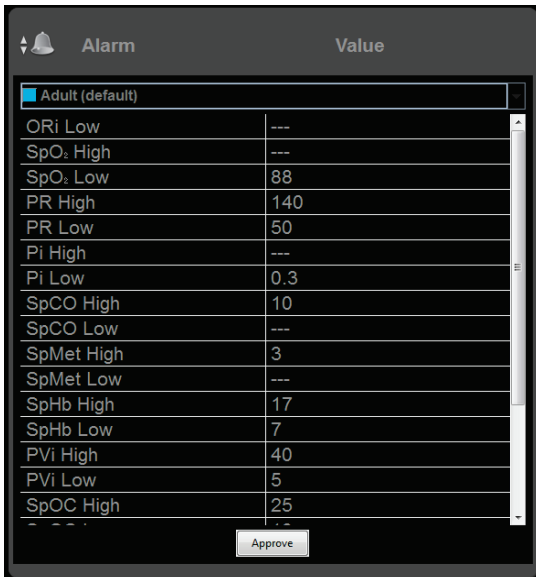 Alarm Value
Adult (default)
ORi Low ---
SpO₂ High ---
SpO₂ Low 88
PR High 140
PR Low 50
Pi High ---
Pi Low 0.3
SpCO High 10
SpCO Low ---
SpMet High 3
SpMet Low ---
SpHb High 17
SpHb Low 7
PVi High 40
PVi Low 5
SpOC High 25
Approve